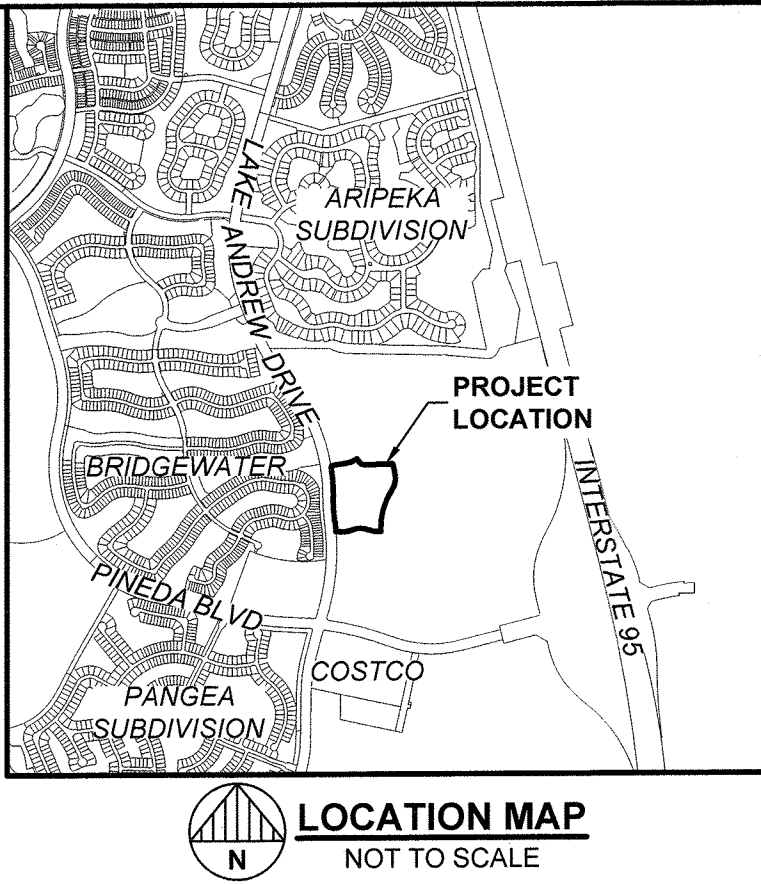 LAKE ANDREW DRIVE
ARIPEKA
SUBDIVISION
PROJECT
LOCATION
BRIDGEWATER
INTERSTATE 95
PINEDA BLVD
COSTCO
PANGEA
SUBDIVISION
LOCATION MAP
N
NOT TO SCALE